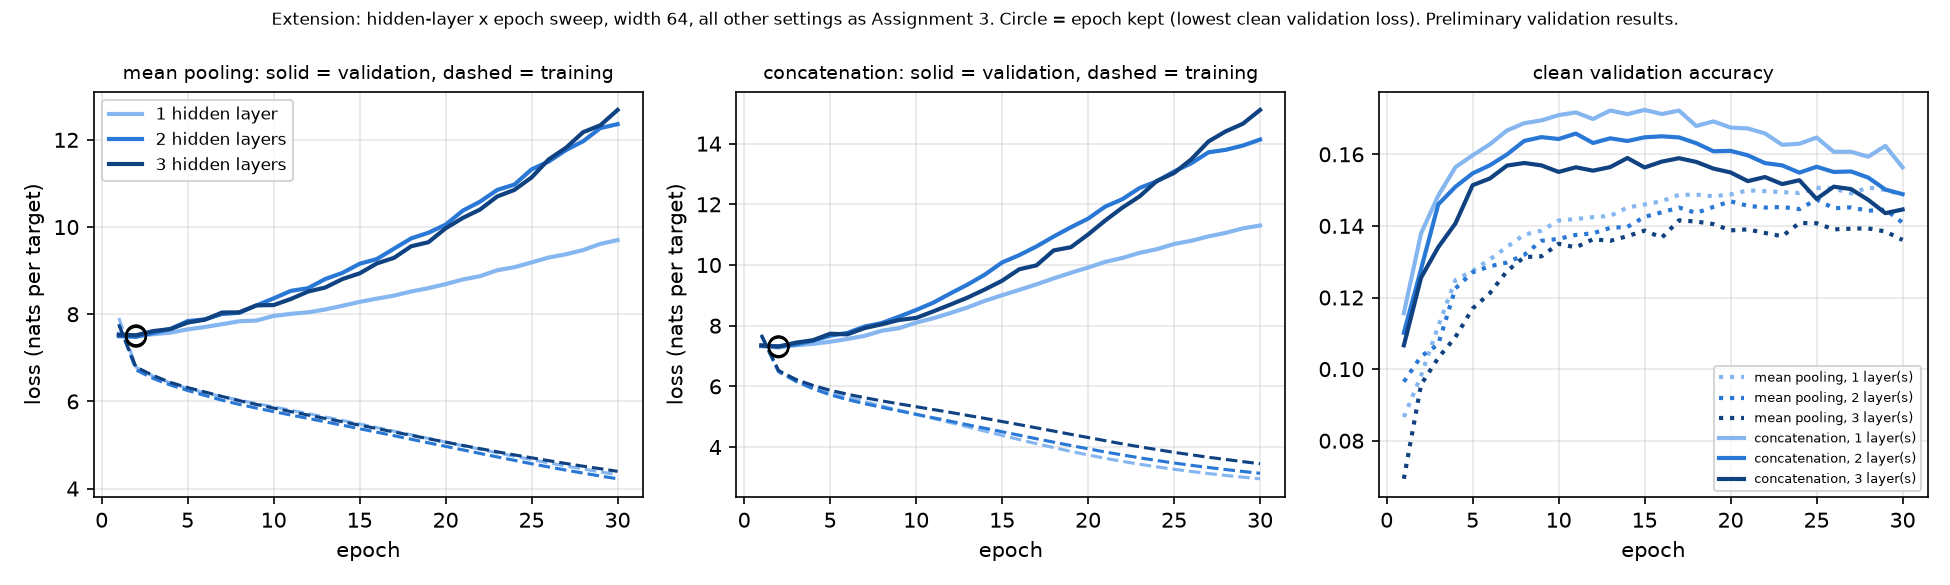 Extension: hidden-layer x epoch sweep, width 64, all other settings as Assignment 3. Circle = epoch kept (lowest clean validation loss). Preliminary validation results.
mean pooling: solid = validation, dashed = training
1 hidden layer
2 hidden layers
3 hidden layers
loss (nats per target)
12
10
8
6
4
0
5
10
15
20
25
30
epoch
concatenation: solid = validation, dashed = training
loss (nats per target)
14
12
10
8
6
4
0
5
10
15
20
25
30
epoch
clean validation accuracy
0.16
0.14
0.12
0.10
0.08
mean pooling, 1 layer(s)
mean pooling, 2 layer(s)
mean pooling, 3 layer(s)
concatenation, 1 layer(s)
concatenation, 2 layer(s)
concatenation, 3 layer(s)
0
5
10
15
20
25
30
epoch